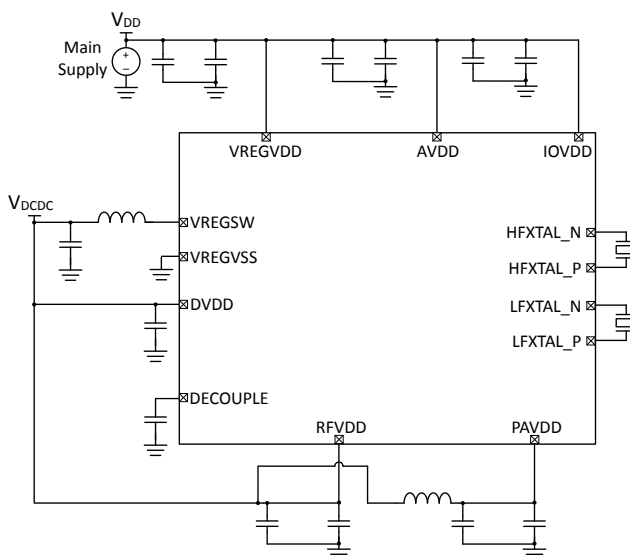 VDD
Main
Supply
+
−
VREGVDD
AVDD
IOVDD
VDCDC
VREGSW
HFXTAL_N
VREGVSS
HFXTAL_P
DVDD
LFXTAL_N
LFXTAL_P
DECOUPLE
RFVDD
PAVDD